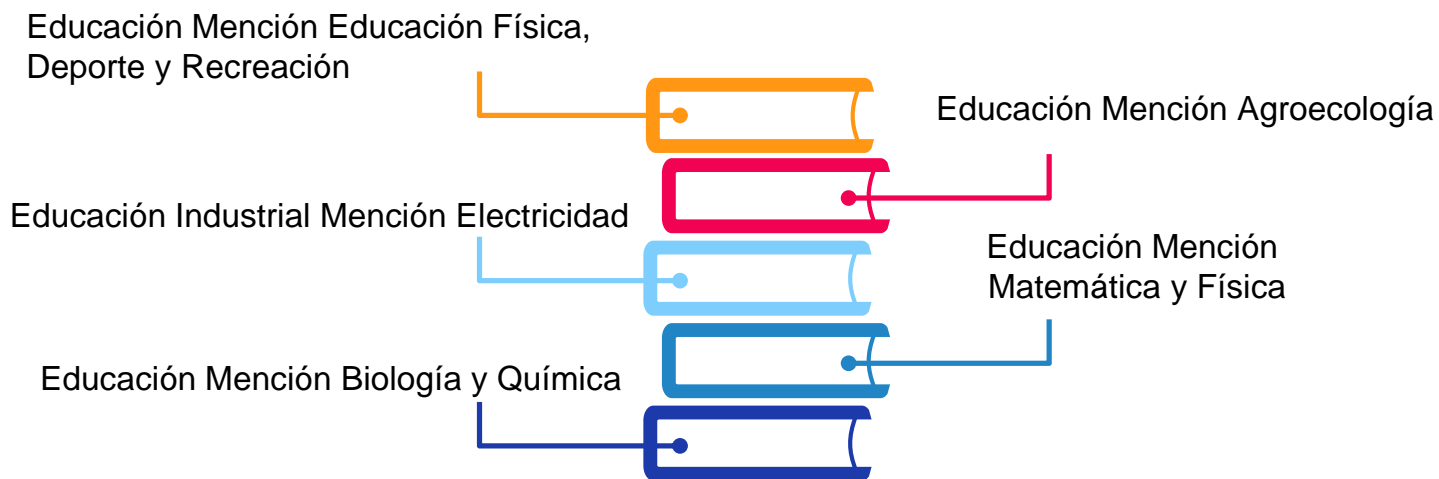 Educación Mención Educación Física,
Deporte y Recreación
Educación Mención Agroecología
Educación Industrial Mención Electricidad
Educación Mención
Matemática y Física
Educación Mención Biología y Química